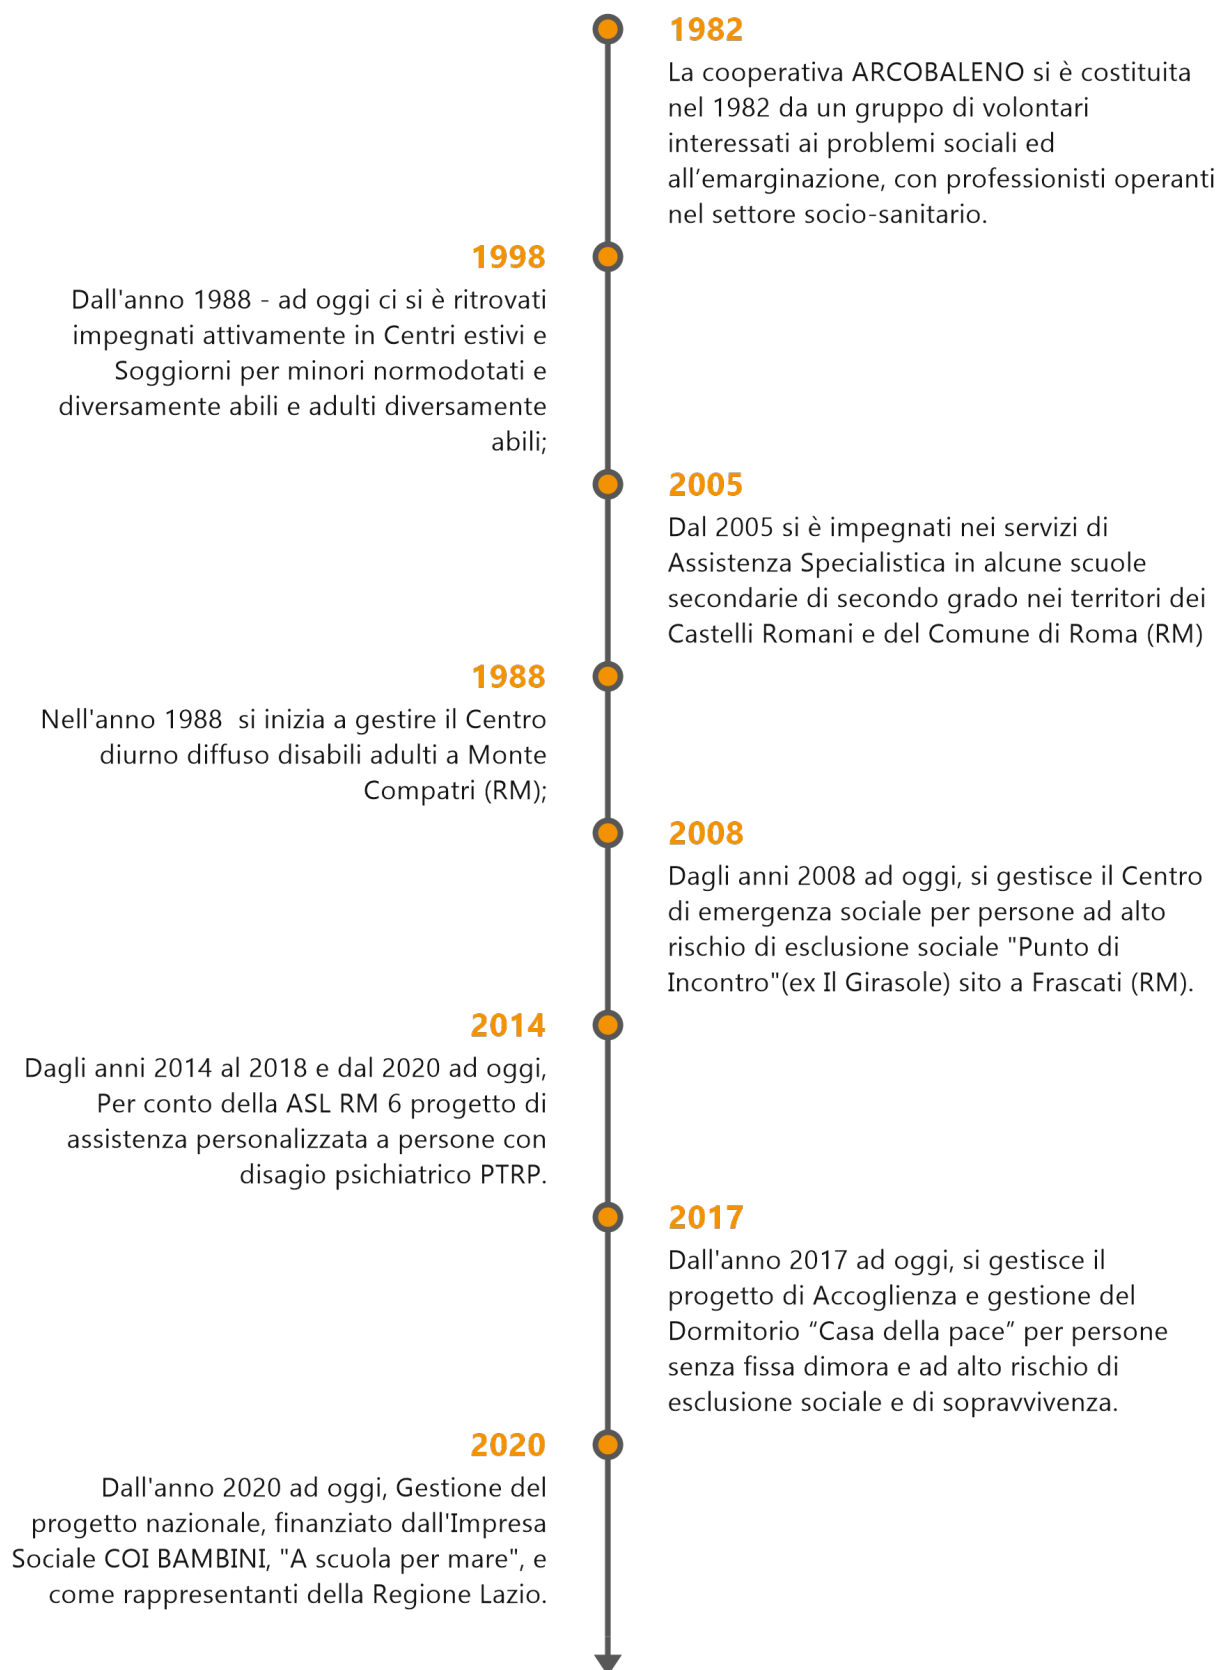 1982
La cooperativa ARCOBALENO si è costituita
nel 1982 da un gruppo di volontari
interessati ai problemi sociali ed
all’emarginazione, con professionisti operanti
nel settore socio-sanitario.
1998
Dall'anno 1988 - ad oggi ci si è ritrovati
impegnati attivamente in Centri estivi e
Soggiorni per minori normodotati e
diversamente abili e adulti diversamente
abili;
2005
Dal 2005 si è impegnati nei servizi di
Assistenza Specialistica in alcune scuole
secondarie di secondo grado nei territori dei
Castelli Romani e del Comune di Roma (RM)
1988
Nell'anno 1988  si inizia a gestire il Centro
diurno diffuso disabili adulti a Monte
Compatri (RM);
2008
Dagli anni 2008 ad oggi, si gestisce il Centro
di emergenza sociale per persone ad alto
rischio di esclusione sociale "Punto di
Incontro"(ex Il Girasole) sito a Frascati (RM).
2014
Dagli anni 2014 al 2018 e dal 2020 ad oggi,
Per conto della ASL RM 6 progetto di
assistenza personalizzata a persone con
disagio psichiatrico PTRP.
2017
Dall'anno 2017 ad oggi, si gestisce il
progetto di Accoglienza e gestione del
Dormitorio “Casa della pace” per persone
senza fissa dimora e ad alto rischio di
esclusione sociale e di sopravvivenza.
2020
Dall'anno 2020 ad oggi, Gestione del
progetto nazionale, finanziato dall'Impresa
Sociale COI BAMBINI, "A scuola per mare", e
come rappresentanti della Regione Lazio.